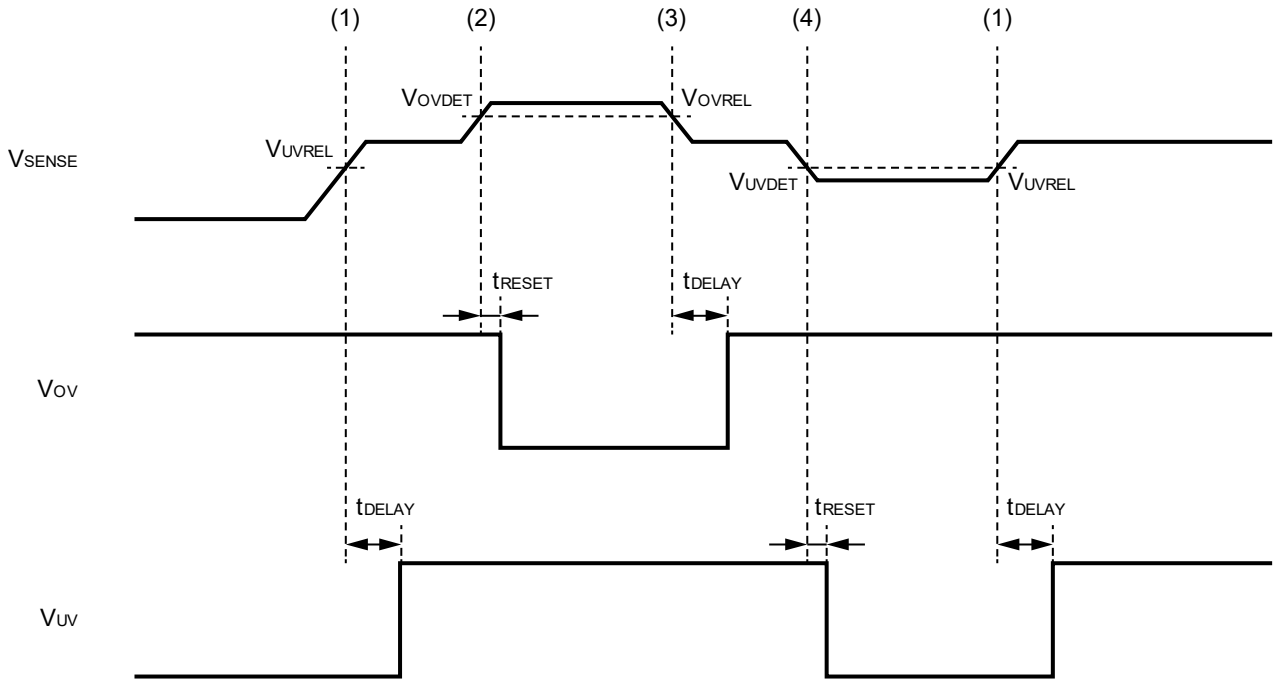 (1) (2) (3) (4) (1)
VOVDET VOVREL
VUVREL
VSENSE
VUVDET VUVREL
tRESET tDELAY
VOV
tDELAY tRESET tDELAY
VUV